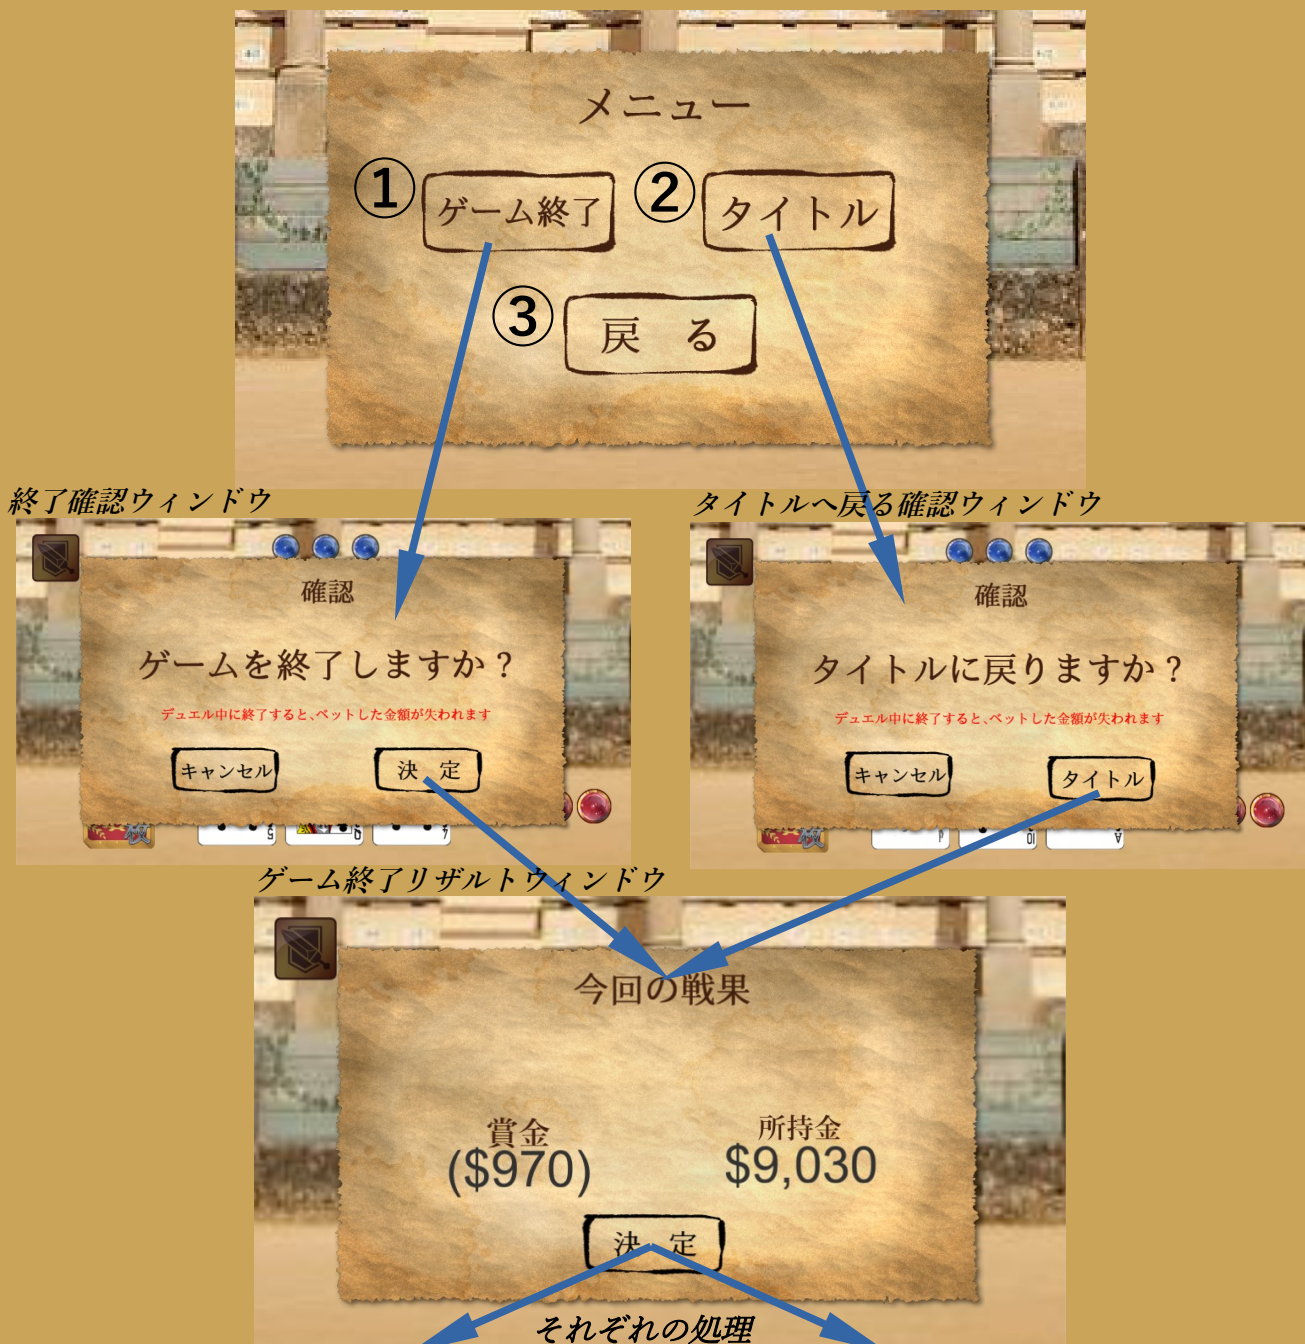 メニュー
① ゲーム終了 ② タイトル
③ 戻 る
終了確認ウィンドウ
タイトルへ戻る確認ウィンドウ
確認
ゲームを終了しますか？
デュエル中に終了すると、ベットした金額が失われます
キャンセル 決 定
5 Q 4
確認
タイトルに戻りますか？
デュエル中に終了すると、ベットした金額が失われます
キャンセル タイトル
10 A
ゲーム終了リザルトウィンドウ
今回の戦果
賞金 所持金
($970) $9,030
決 定
それぞれの処理